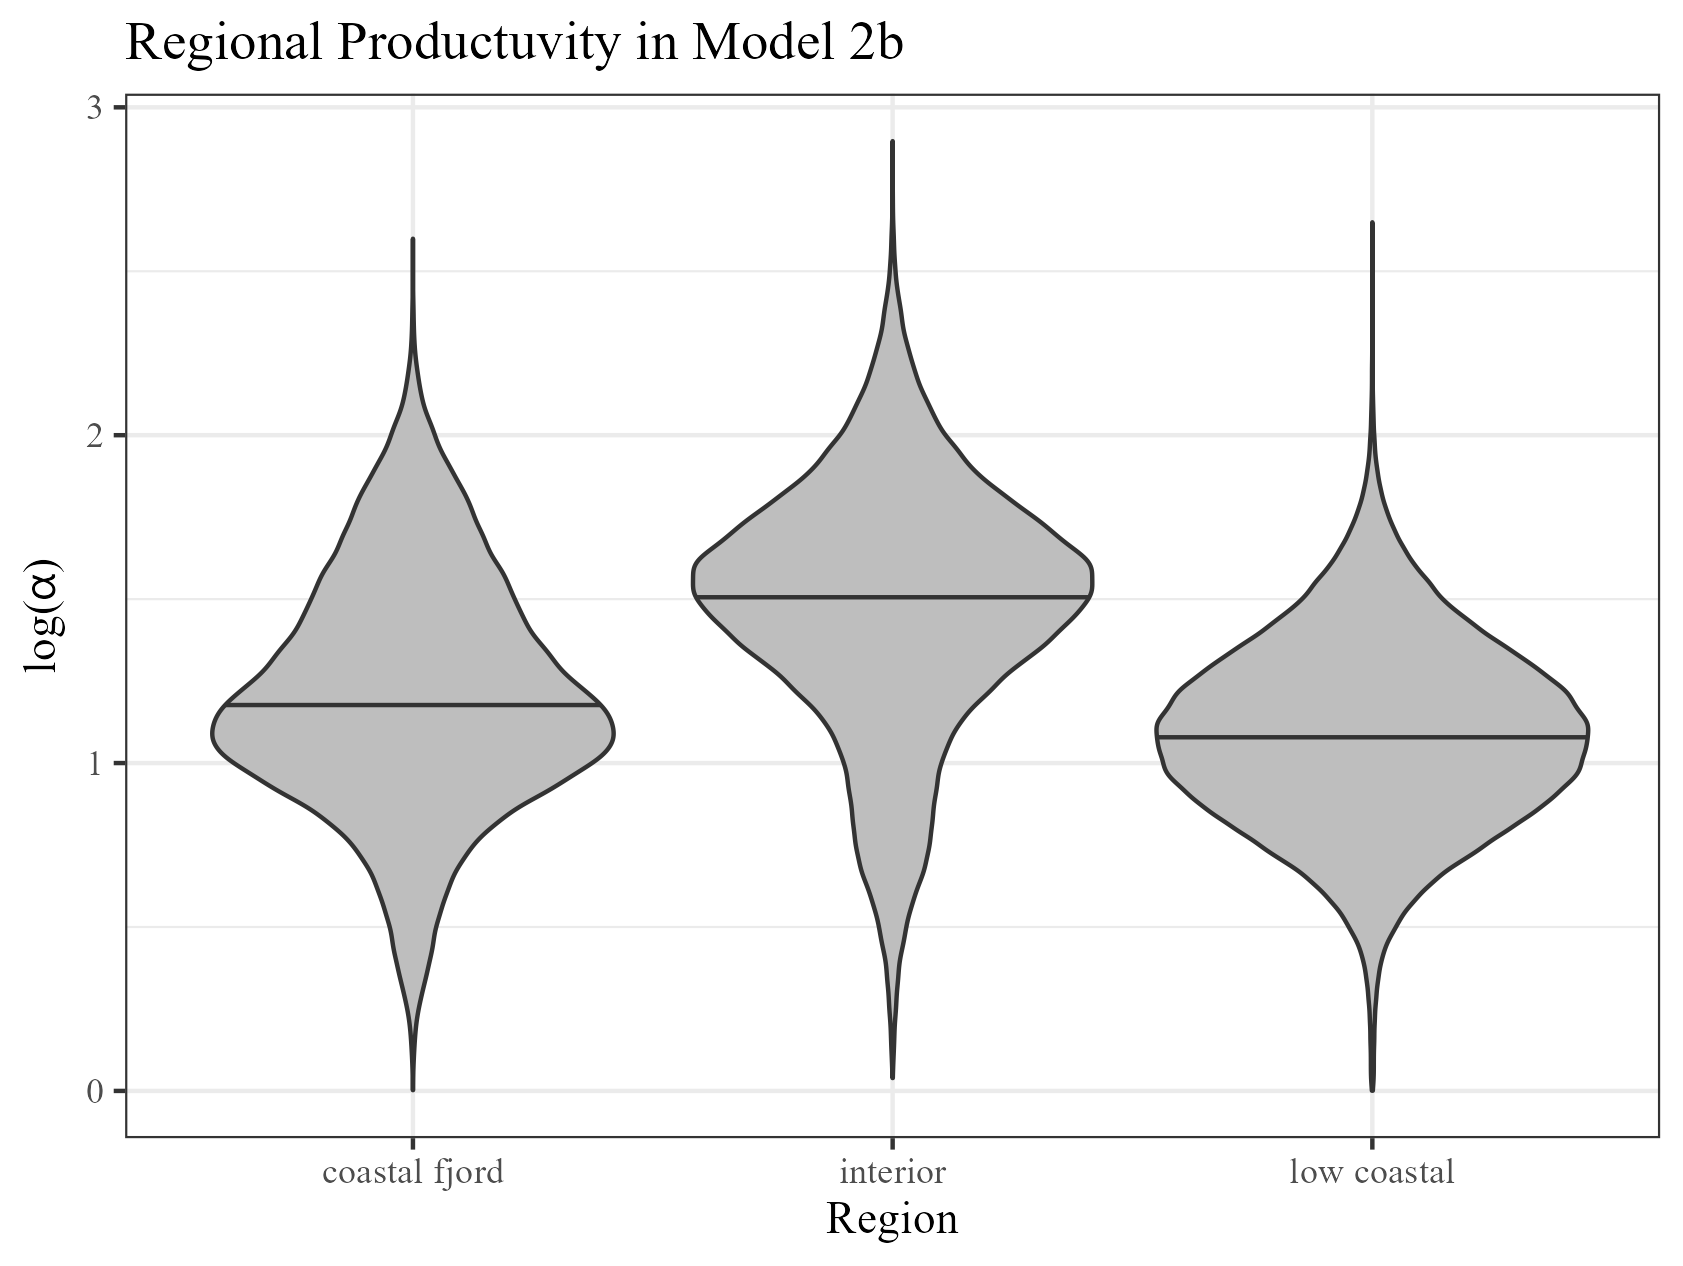 Regional Productuvity in Model 2b
3
2
1
0
log(α)
coastal fjord interior low coastal
Region